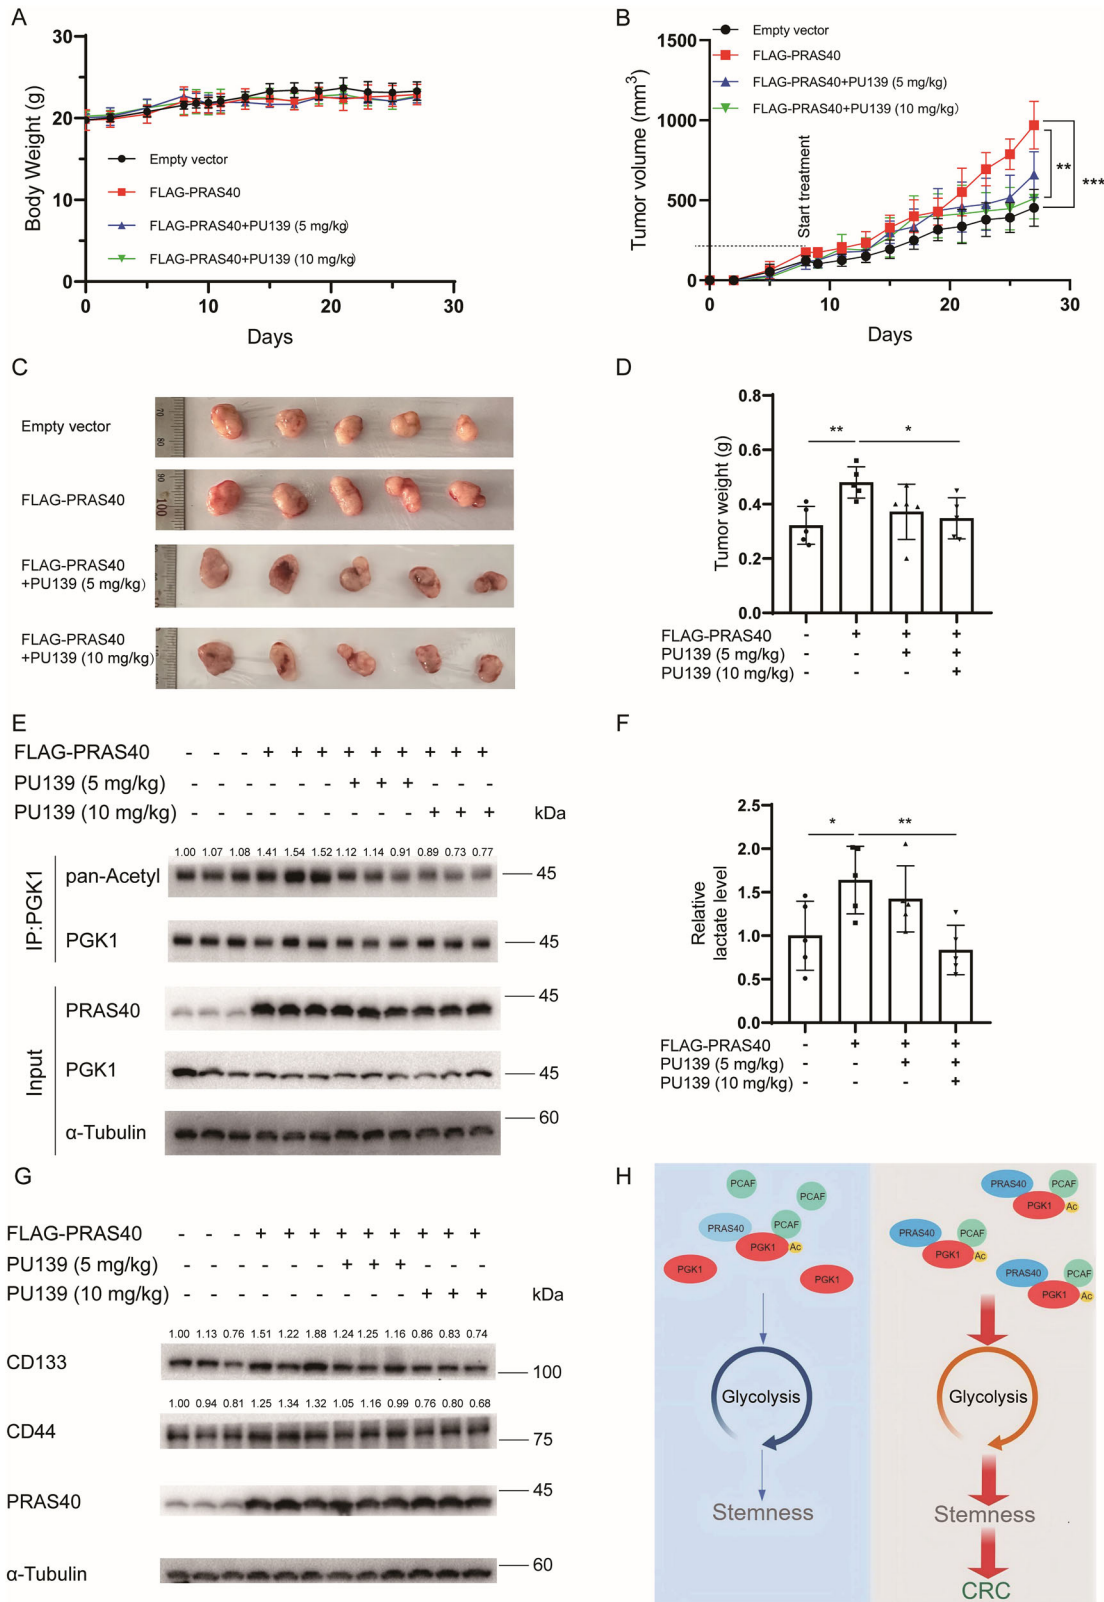 A
Body Weight (g)
30
20
10
0
0 10 20 30
Days
Empty vector
FLAG-PRAS40
FLAG-PRAS40+PU139 (5 mg/kg)
FLAG-PRAS40+PU139 (10 mg/kg)
B
Tumor volume (mm3)
1500
1000
500
0
0 10 20 30
Days
Empty vector
FLAG-PRAS40
FLAG-PRAS40+PU139 (5 mg/kg)
FLAG-PRAS40+PU139 (10 mg/kg)
Start treatment
** ***
C
Empty vector
FLAG-PRAS40
FLAG-PRAS40
+PU139 (5 mg/kg)
FLAG-PRAS40
+PU139 (10 mg/kg)
70
80
90
100
D
Tumor weight (g)
0.8
0.6
0.4
0.2
0.0
** *
FLAG-PRAS40 - + + +
PU139 (5 mg/kg) - - + +
PU139 (10 mg/kg) - - - +
E
FLAG-PRAS40 - - - + + + + + + + + +
PU139 (5 mg/kg) - - - - - - + + + - - -
PU139 (10 mg/kg) - - - - - - - - - + + + kDa
1.00 1.07 1.08 1.41 1.54 1.52 1.12 1.14 0.91 0.89 0.73 0.77
IP:PGK1
pan-Acetyl 45
PGK1 45
Input
PRAS40 45
PGK1 45
α-Tubulin 60
F
Relative
lactate level
2.5
2.0
1.5
1.0
0.5
0.0
* **
FLAG-PRAS40 - + + +
PU139 (5 mg/kg) - - + +
PU139 (10 mg/kg) - - - +
G
FLAG-PRAS40 - - - + + + + + + + + +
PU139 (5 mg/kg) - - - - - - + + + - - -
PU139 (10 mg/kg) - - - - - - - - - + + + kDa
1.00 1.13 0.76 1.51 1.22 1.88 1.24 1.25 1.16 0.86 0.83 0.74
CD133 100
1.00 0.94 0.81 1.25 1.34 1.32 1.05 1.16 0.99 0.76 0.80 0.68
CD44 75
PRAS40 45
α-Tubulin 60
H
PCAF
PCAF
PCAF
PRAS40
PGK1
Ac
PGK1
PGK1
Glycolysis
Stemness
PRAS40
PCAF
PGK1
Ac
PRAS40
PCAF
PGK1
Ac
PRAS40
PCAF
PGK1
Ac
Glycolysis
Stemness
CRC